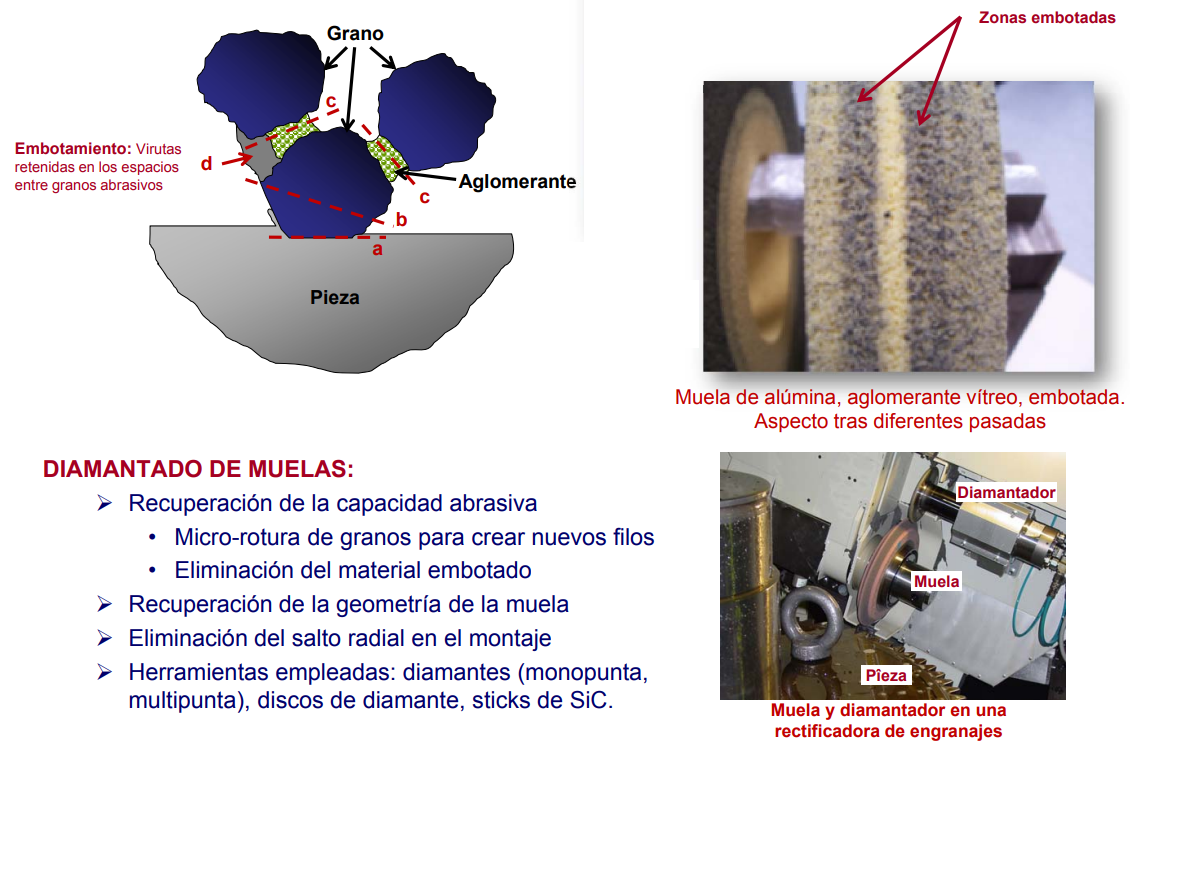 Grano
c
Embotamiento: Virutas
retenidas en los espacios
entre granos abrasivos
d
Aglomerante
c
b
a
Pieza
Zonas embotadas
Muela de alúmina, aglomerante vítreo, embotada.
Aspecto tras diferentes pasadas
DIAMANTADO DE MUELAS:
➢ Recuperación de la capacidad abrasiva
• Micro-rotura de granos para crear nuevos filos
• Eliminación del material embotado
➢ Recuperación de la geometría de la muela
➢ Eliminación del salto radial en el montaje
➢ Herramientas empleadas: diamantes (monopunta,
multipunta), discos de diamante, sticks de SiC.
Diamantador
Muela
Pîeza
Muela y diamantador en una
rectificadora de engranajes